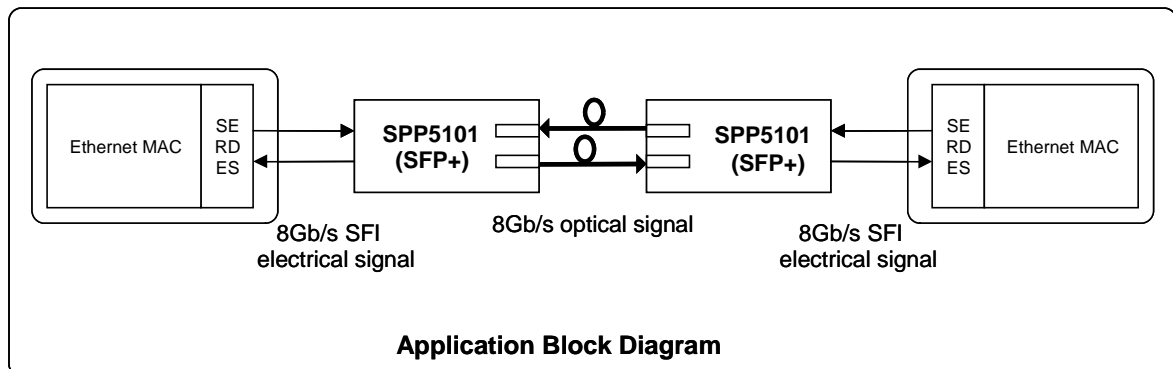 Ethernet MAC
SE
RD
ES
SPP5101
(SFP+)
SPP5101
(SFP+)
SE
RD
ES
Ethernet MAC
8Gb/s SFI
electrical signal
8Gb/s optical signal
8Gb/s SFI
electrical signal
Application Block Diagram